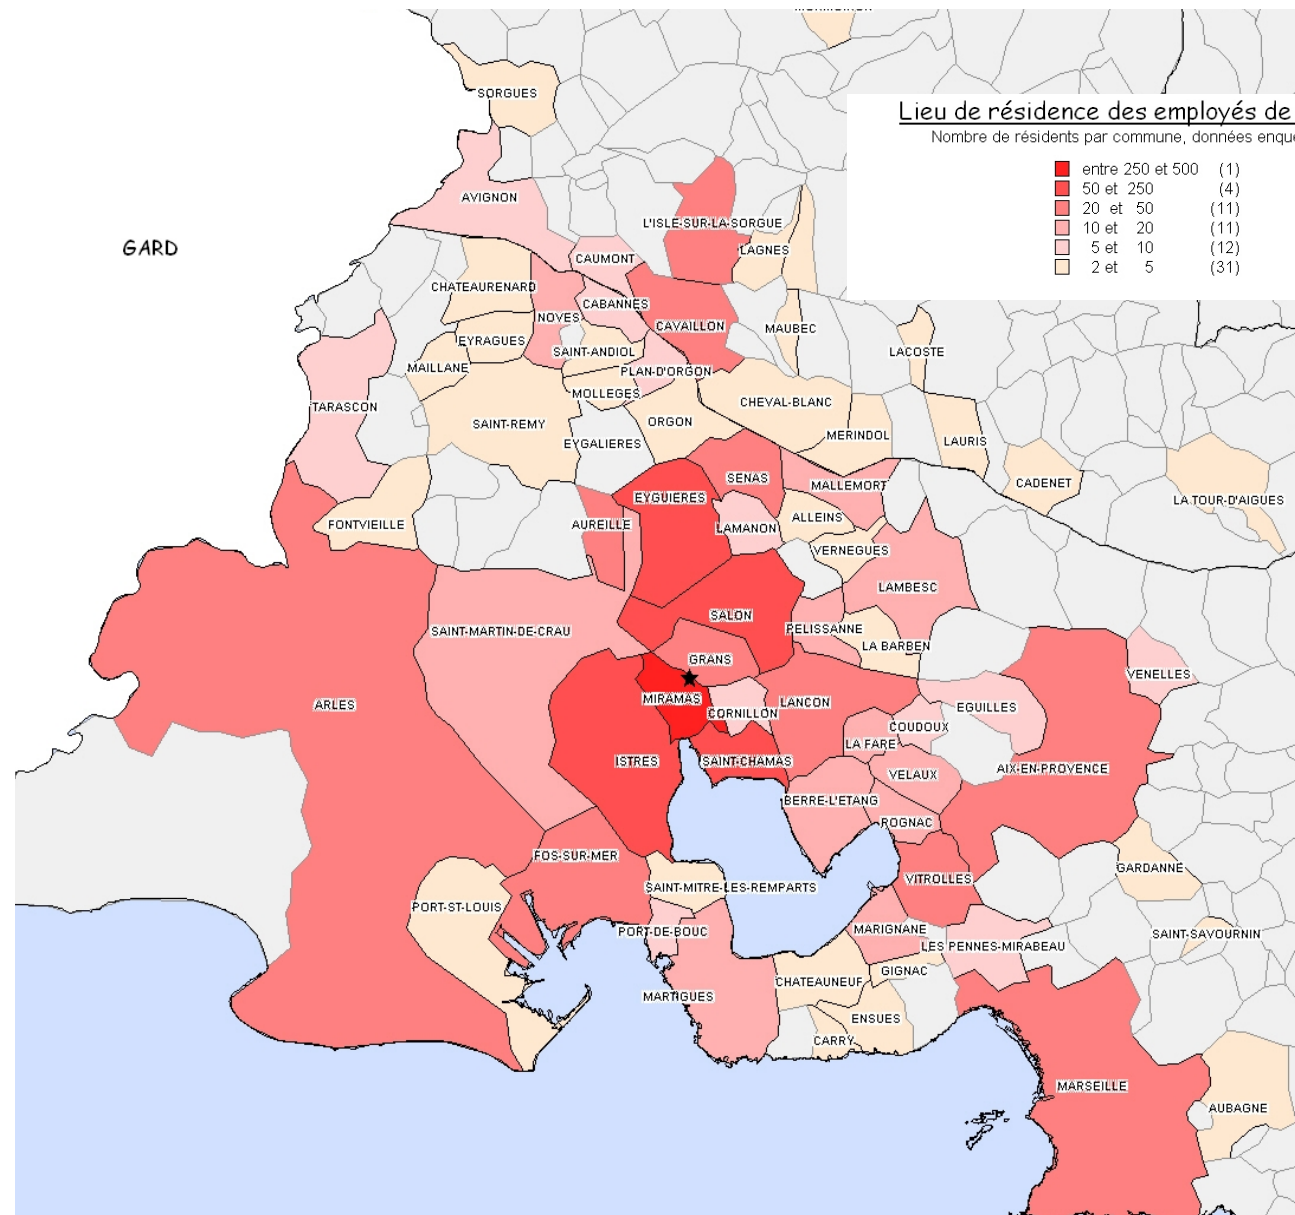 SORGUES
Lieu de résidence des employés de
Nombre de résidents par commune, données enqu
entre 250 et 500 (1)
50 et 250 (4)
20 et 50 (11)
10 et 20 (11)
5 et 10 (12)
2 et 5 (31)
AVIGNON
L'ISLE-SUR-LA-SORGUE
GARD
LAGNES
CAUMONT
CHATEAURENARD
CABANNES
NOVES
CAVAILLON
MAUBEC
EYRAGUES
SAINT-ANDIOL
LACOSTE
MAILLANE
PLAN-D'ORGON
MOLLEGES
CHEVAL-BLANC
TARASCON
SAINT-REMY
ORGON
MERINDOL
EYGALIERES
LAURIS
SENAS
MALLEMORT
CADENET
EYGUIERES
LA TOUR-D'AIGUES
FONTVIEILLE
AUREILLE
LAMANON
ALLEINS
VERNEGUES
LAMBESC
SALON
SAINT-MARTIN-DE-CRAU
PELISSANNE
LA BARBEN
GRANS
VENELLES
MIRAMAS
ARLES
LANCON
EGUILLES
CORNILLON
COUDOUX
LA FARE
ISTRES
SAINT-CHAMAS
AIX-EN-PROVENCE
VELAUX
BERRE-L'ETANG
ROGNAC
FOS-SUR-MER
GARDANNE
VITROLLES
SAINT-MITRE-LES-REMPARTS
PORT-ST-LOUIS
PORT-DE-BOUC
MARIGNANE
SAINT-SAVOURNIN
LES PENNES-MIRABEAU
GIGNAC
CHATEAUNEUF
MARTIGUES
ENSUES
CARRY
MARSEILLE
AUBAGNE